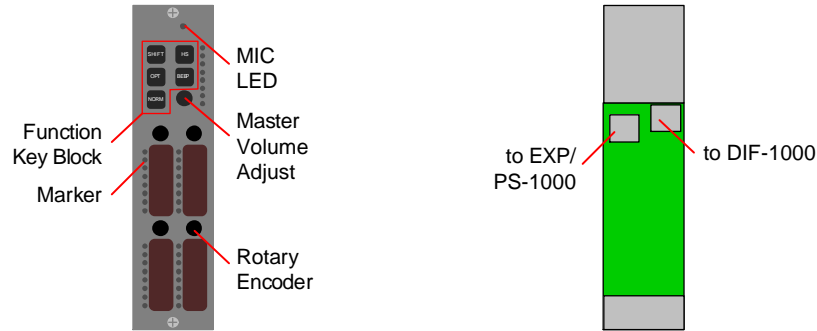 SHIFT
HS
OPT
BEEP
NORM
MIC
LED
Function
Key Block
Master
Volume
Adjust
Marker
Rotary
Encoder
to EXP/
PS-1000
to DIF-1000